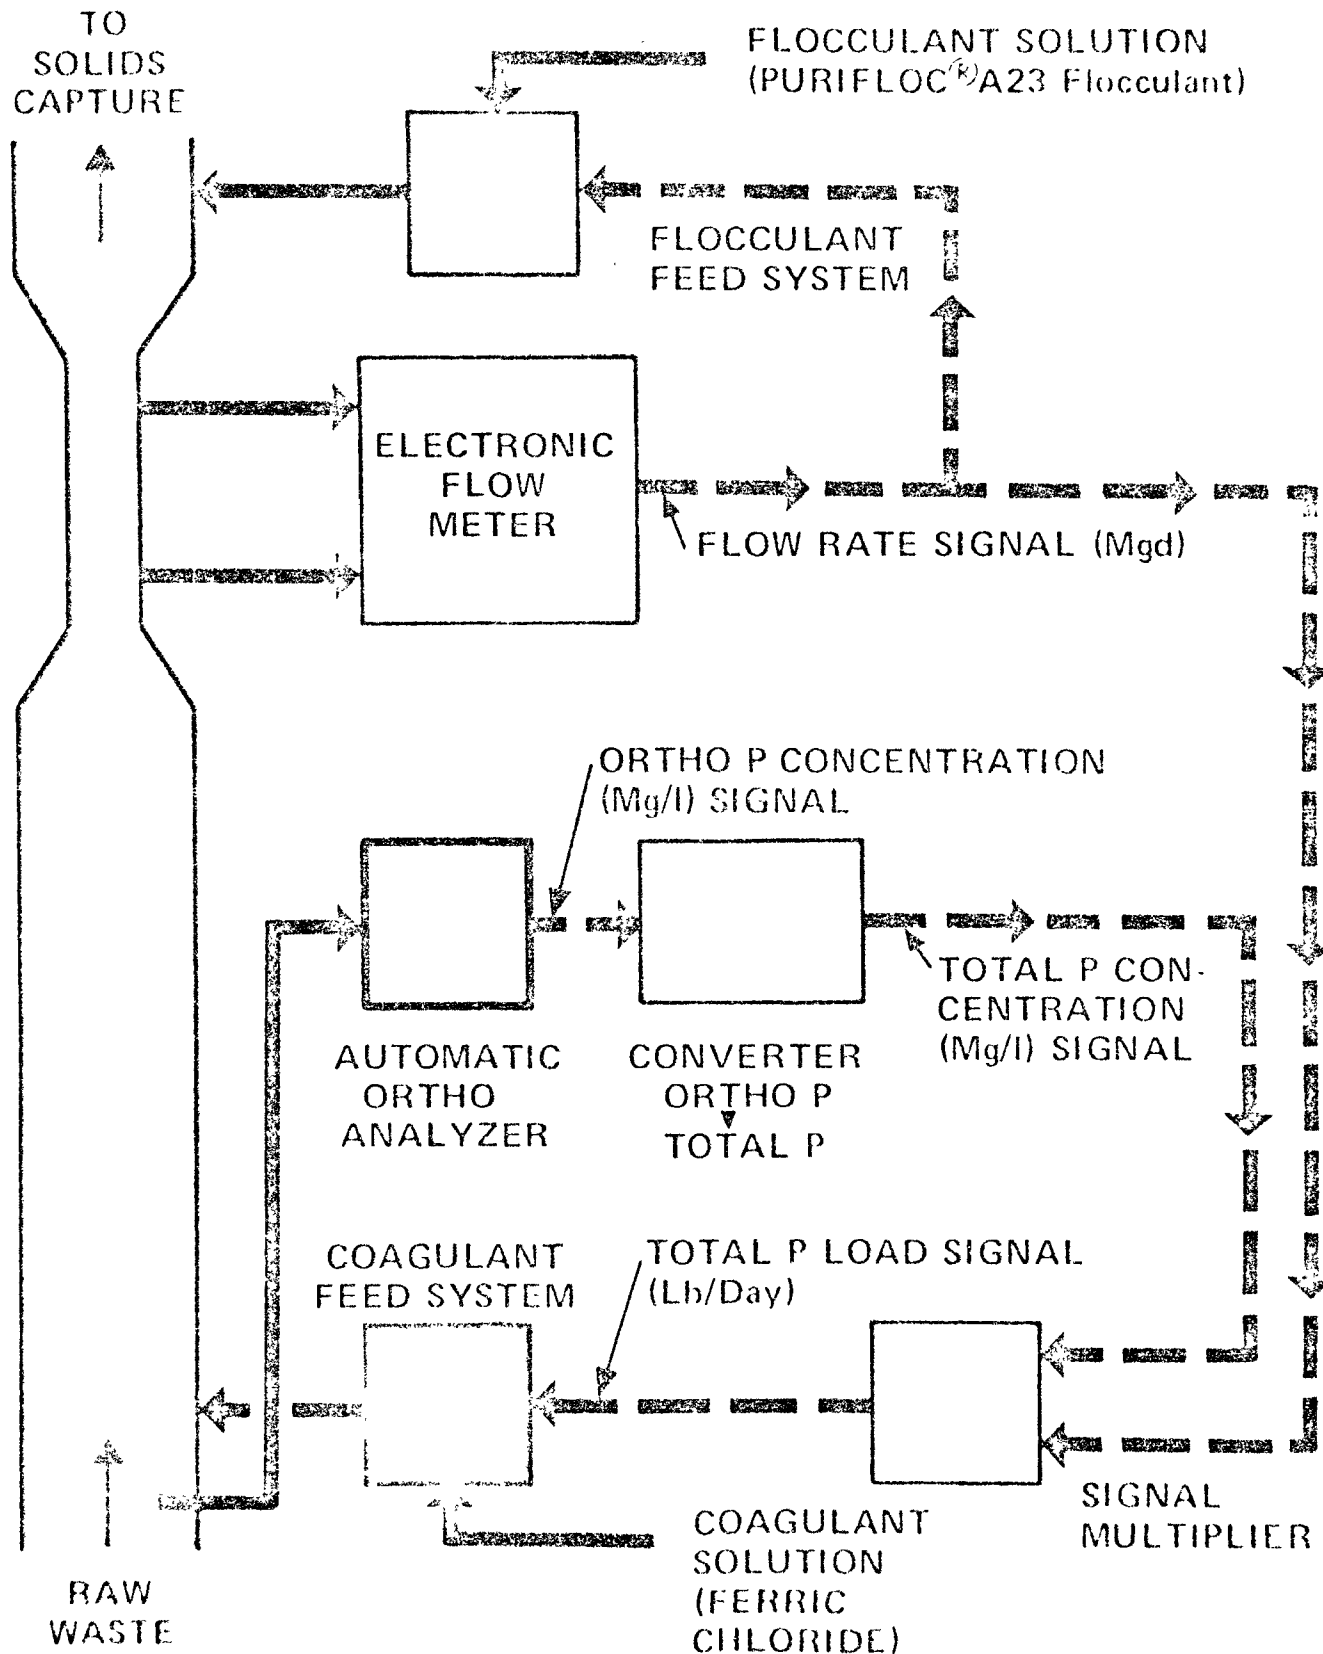 TO
SOLIDS
CAPTURE
FLOCCULANT SOLUTION
(PURIFLOC®A23 Flocculant)
FLOCCULANT
FEED SYSTEM
ELECTRONIC
FLOW
METER
FLOW RATE SIGNAL (Mgd)
ORTHO P CONCENTRATION
(Mg/l) SIGNAL
TOTAL P CON-
CENTRATION
(Mg/l) SIGNAL
AUTOMATIC
ORTHO
ANALYZER
CONVERTER
ORTHO P
TOTAL P
COAGULANT
FEED SYSTEM
TOTAL P LOAD SIGNAL
(Lb/Day)
SIGNAL
MULTIPLIER
COAGULANT
SOLUTION
(FERRIC
CHLORIDE)
RAW
WASTE